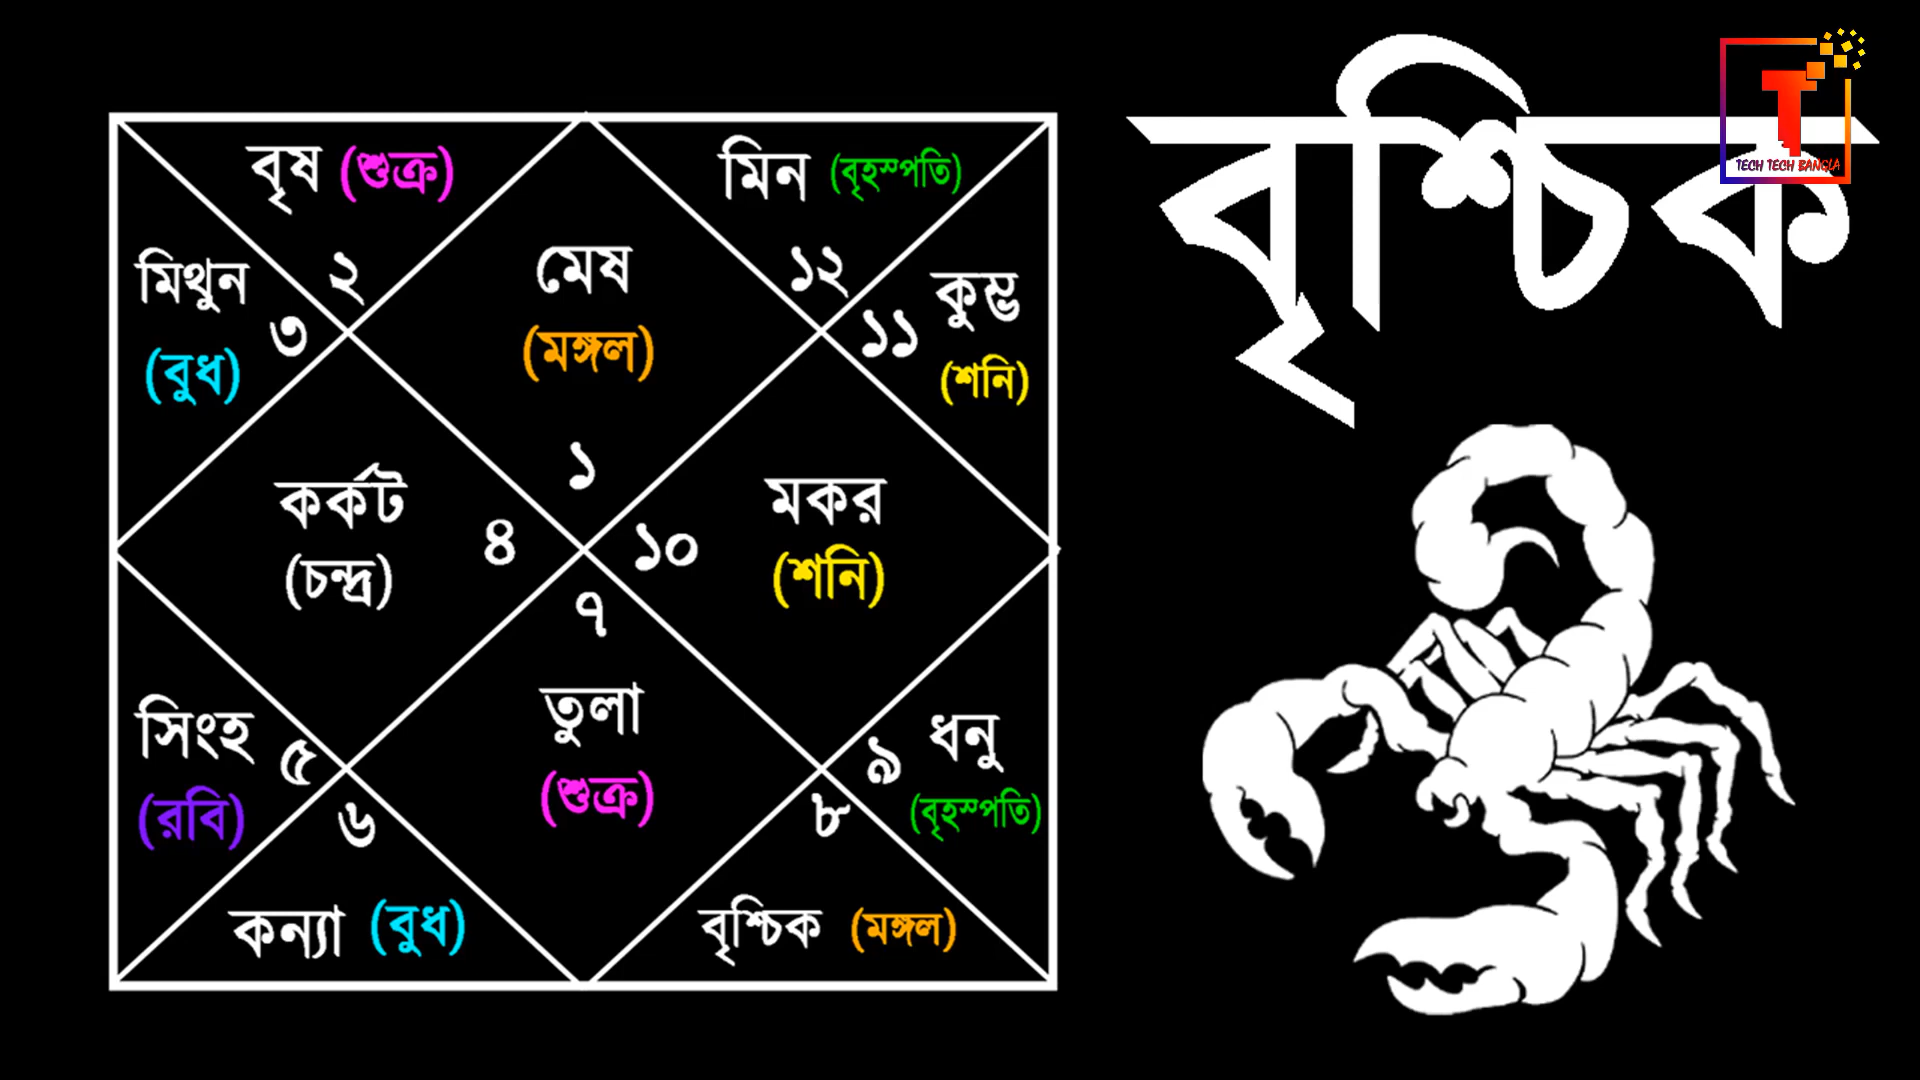 বৃষ (শুক্র)
২
মিন (বৃহস্পতি)
১২
মিথুন
৩
(বুধ)
মেষ
(মঙ্গল)
১
কুম্ভ
১১
(শনি)
কর্কট
(চন্দ্র)
৪
১০
মকর
(শনি)
৭
তুলা
(শুক্র)
সিংহ
৫
(রবি)
৬
কন্যা (বুধ)
ধনু
৯
(বৃহস্পতি)
৮
বৃশ্চিক (মঙ্গল)
বৃশ্চিক
T
TECH TECH BANGLA